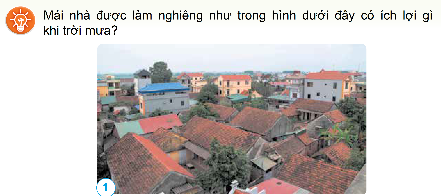 Mái nhà được làm nghiêng như trong hình dưới đây có ích lợi gì
khi trời mưa?
1